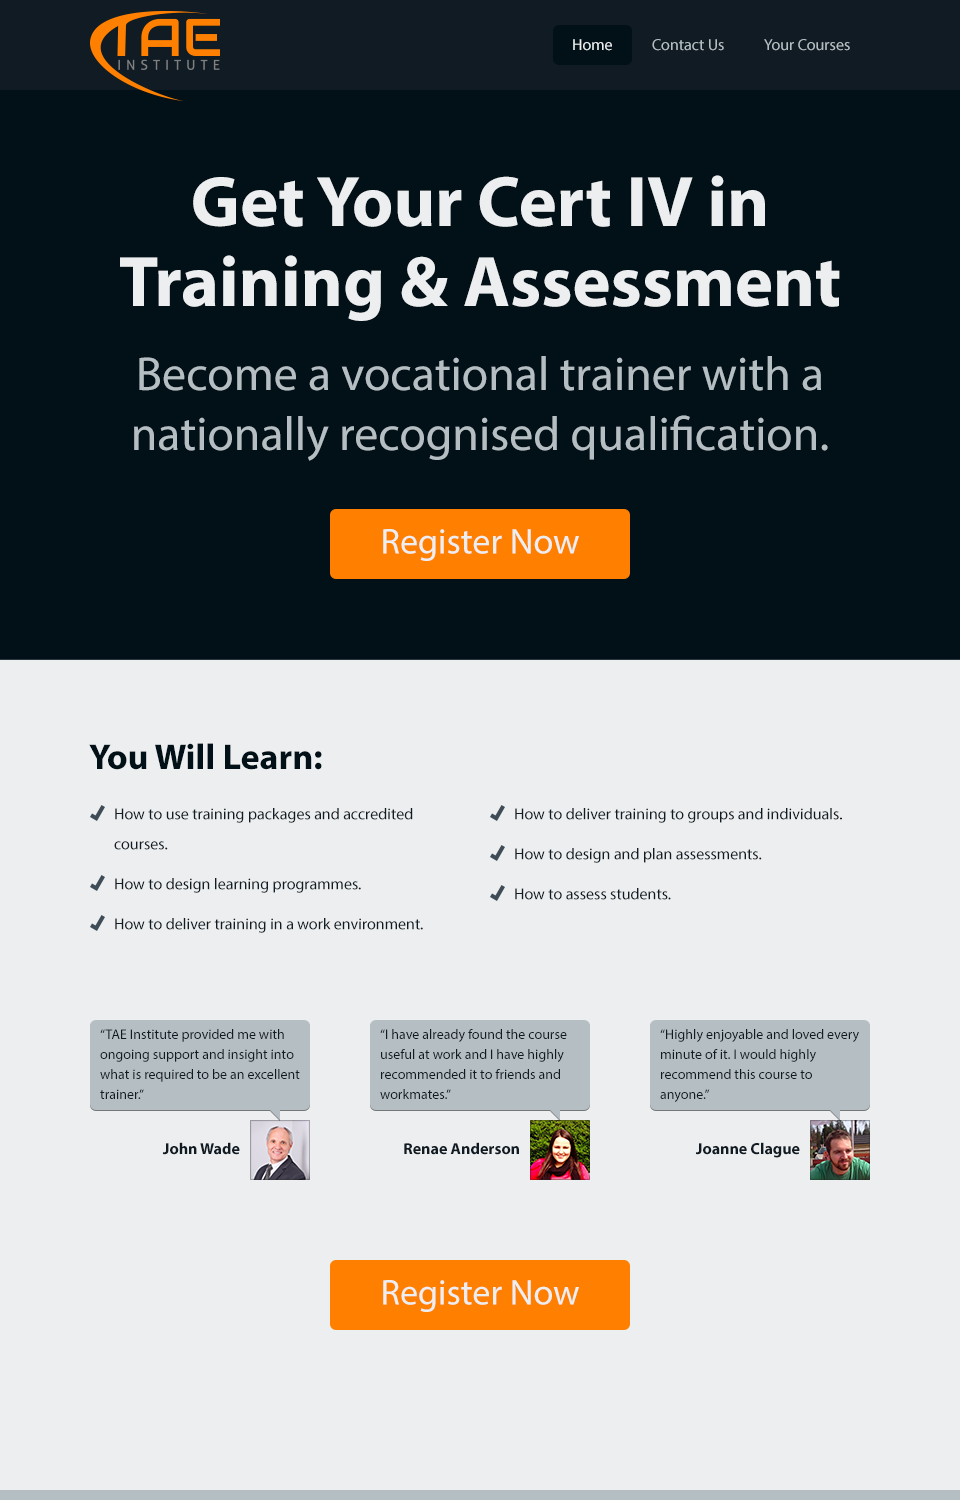 TAE
INSTITUTE
Home
Contact Us
Your Courses
Get Your Cert IV in
Training & Assessment
Become a vocational trainer with a
nationally recognised qualification.
Register Now
You Will Learn:
How to use training packages and accredited
courses.
How to design learning programmes.
How to deliver training in a work environment.
How to deliver training to groups and individuals.
How to design and plan assessments.
How to assess students.
“TAE Institute provided me with
ongoing support and insight into
what is required to be an excellent
trainer.”
John Wade
“I have already found the course
useful at work and I have highly
recommended it to friends and
workmates.”
Renae Anderson
“Highly enjoyable and loved every
minute of it. I would highly
recommend this course to
anyone.”
Joanne Clague
Register Now